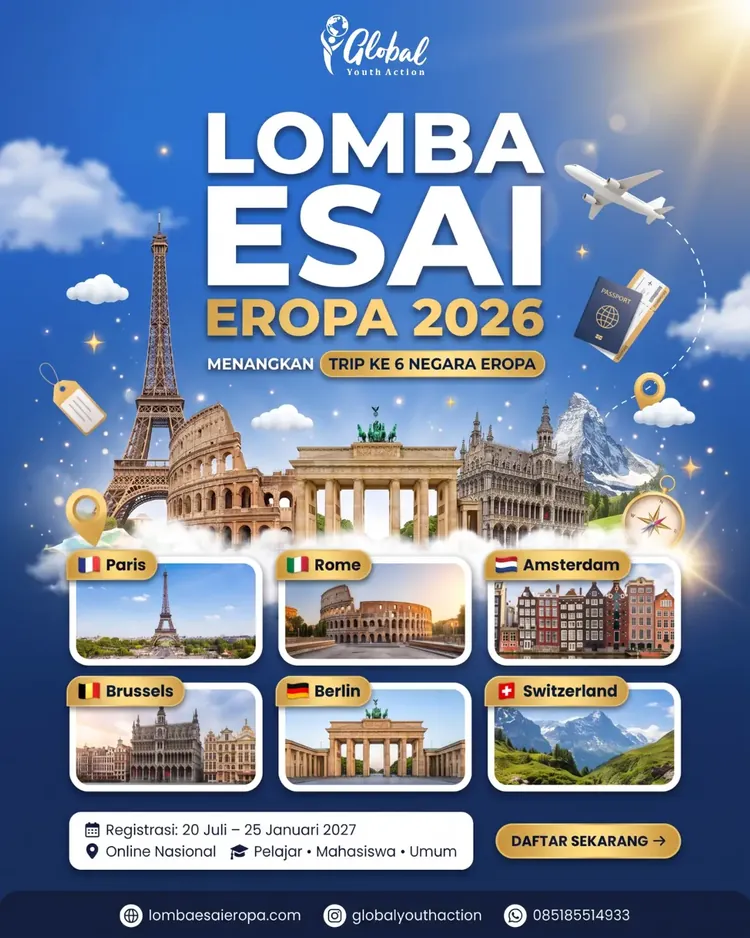 Global
Youth Action
LOMBA
ESAI
EROPA 2026
MENANGKAN TRIP KE 6 NEGARA EROPA
PASSPORT
Paris
Rome
Amsterdam
Brussels
Berlin
Switzerland
Registrasi: 20 Juli – 25 Januari 2027
Online Nasional Pelajar • Mahasiswa • Umum
DAFTAR SEKARANG →
lombaesaieropa.com globalyouthaction 085185514933